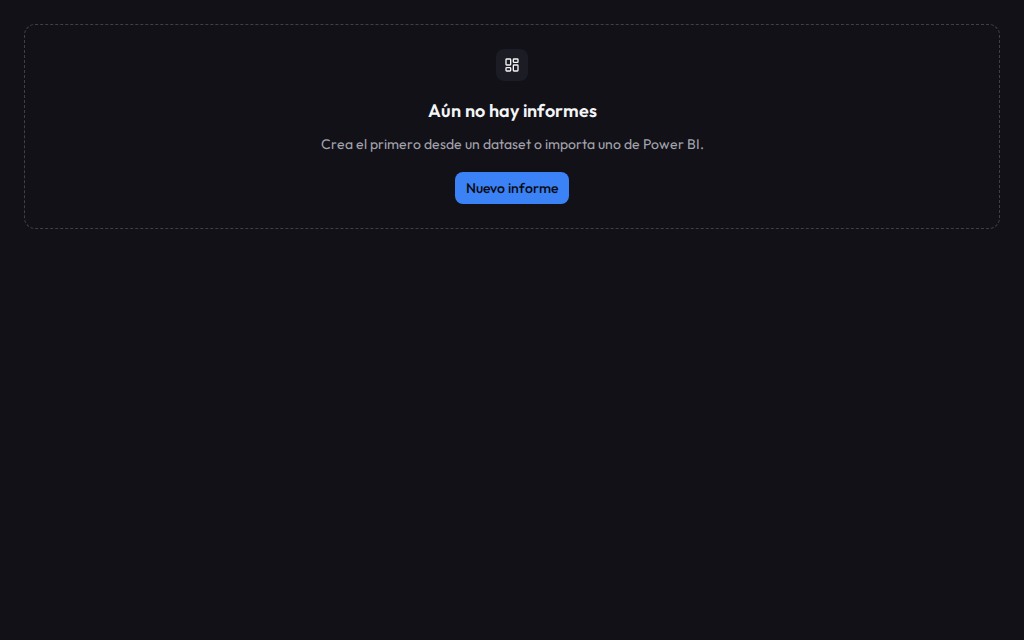 Aún no hay informes
Crea el primero desde un dataset o importa uno de Power BI.
Nuevo informe